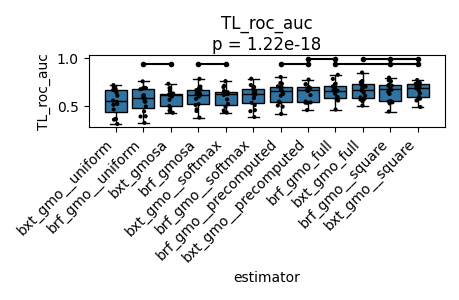 TL_roc_auc
p = 1.22e-18
TL_roc_auc
1.0
0.5
bxt_gmo__uniform
brf_gmo__uniform
bxt_gmosa
brf_gmosa
bxt_gmo__softmax
brf_gmo__softmax
brf_gmo__precomputed
bxt_gmo__precomputed
brf_gmo_full
bxt_gmo_full
brf_gmo__square
bxt_gmo__square
estimator